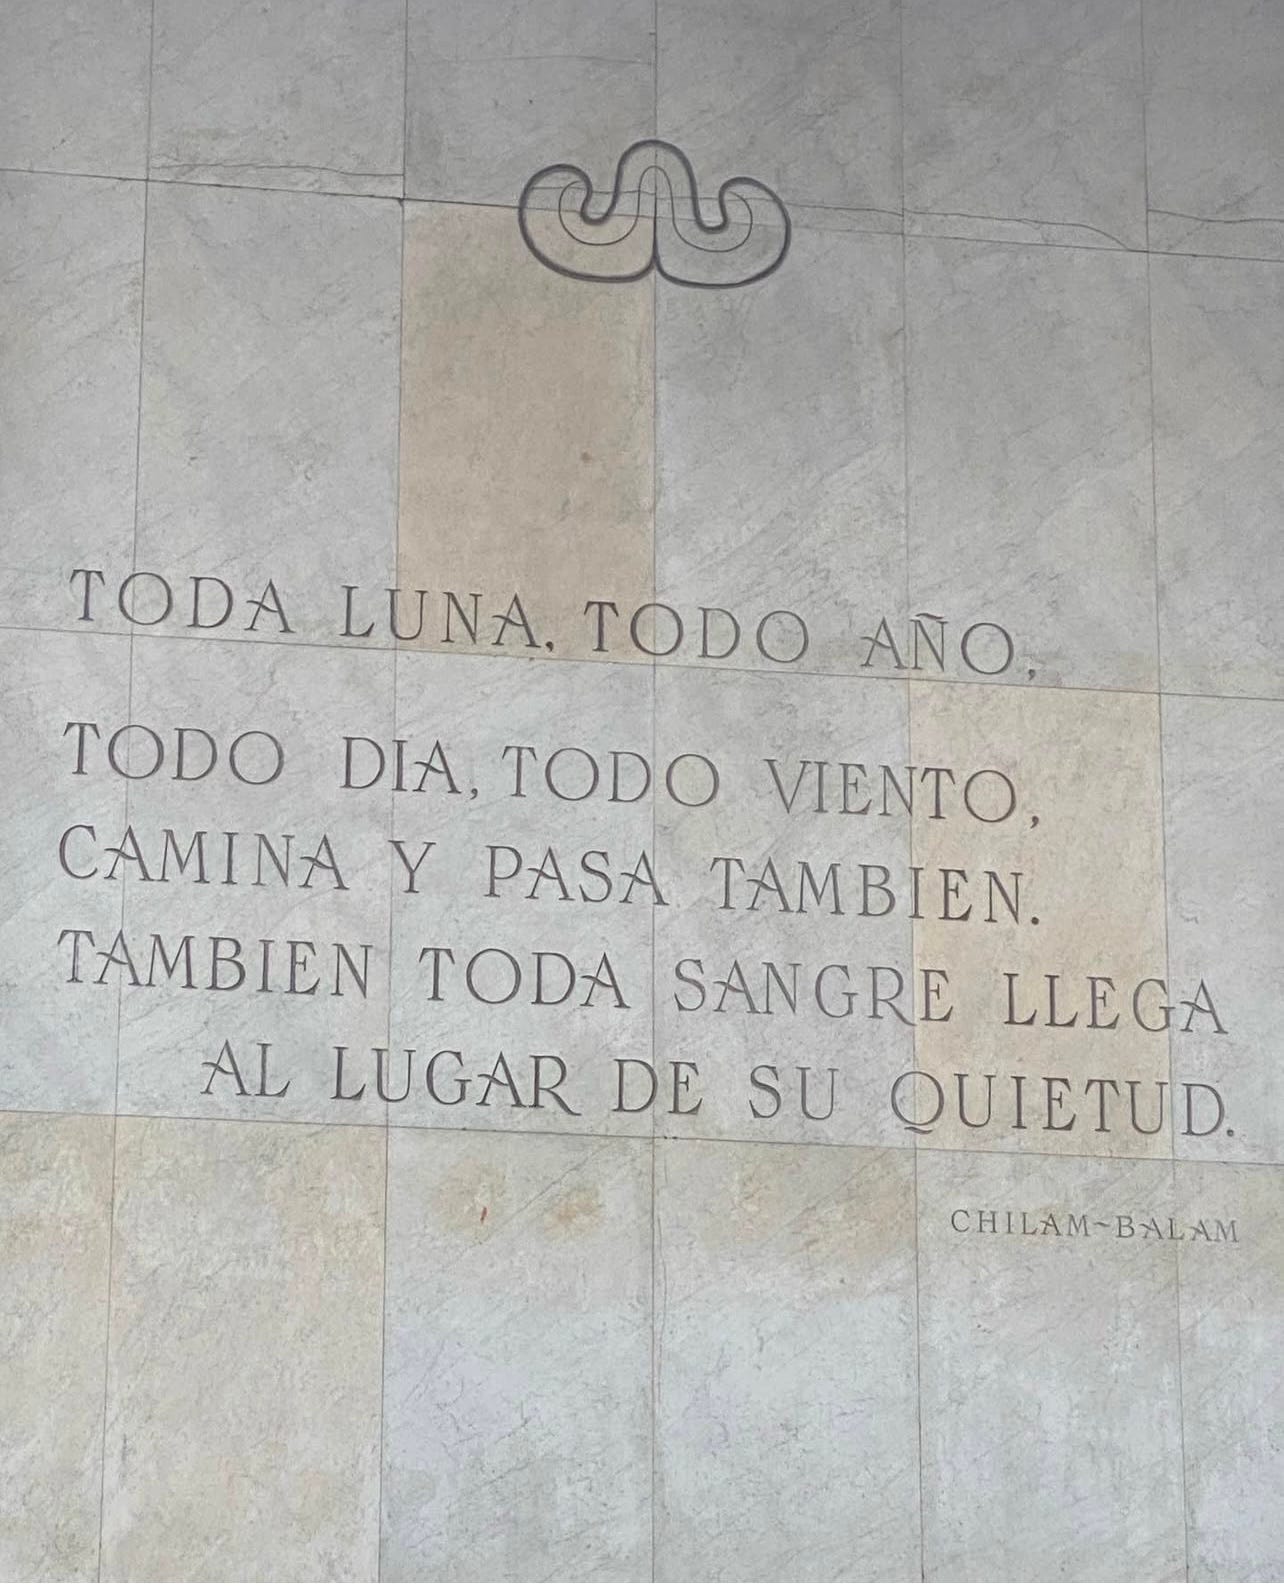 TODA LUNA, TODO AÑO,
TODO DIA, TODO VIENTO,
CAMINA Y PASA TAMBIEN.
TAMBIEN TODA SANGRE LLEGA
AL LUGAR DE SU QUIETUD.
CHILAM~BALAM